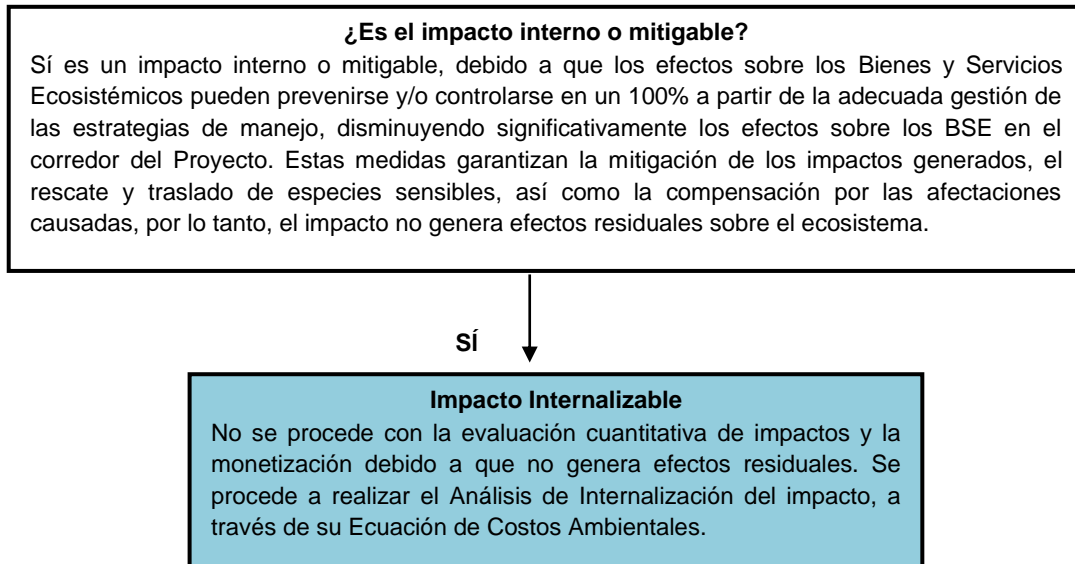 ¿Es el impacto interno o mitigable?
Sí es un impacto interno o mitigable, debido a que los efectos sobre los Bienes y Servicios
Ecosistémicos pueden prevenirse y/o controlarse en un 100% a partir de la adecuada gestión de
las estrategias de manejo, disminuyendo significativamente los efectos sobre los BSE en el
corredor del Proyecto. Estas medidas garantizan la mitigación de los impactos generados, el
rescate y traslado de especies sensibles, así como la compensación por las afectaciones
causadas, por lo tanto, el impacto no genera efectos residuales sobre el ecosistema.
SÍ
Impacto Internalizable
No se procede con la evaluación cuantitativa de impactos y la
monetización debido a que no genera efectos residuales. Se
procede a realizar el Análisis de Internalización del impacto, a
través de su Ecuación de Costos Ambientales.